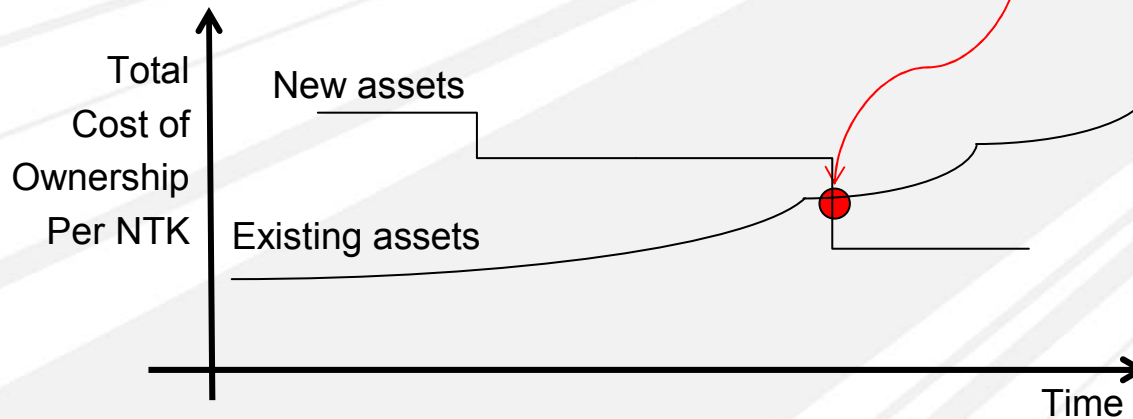 Total
Cost of
Ownership
Per NTK
New assets
Existing assets
Time